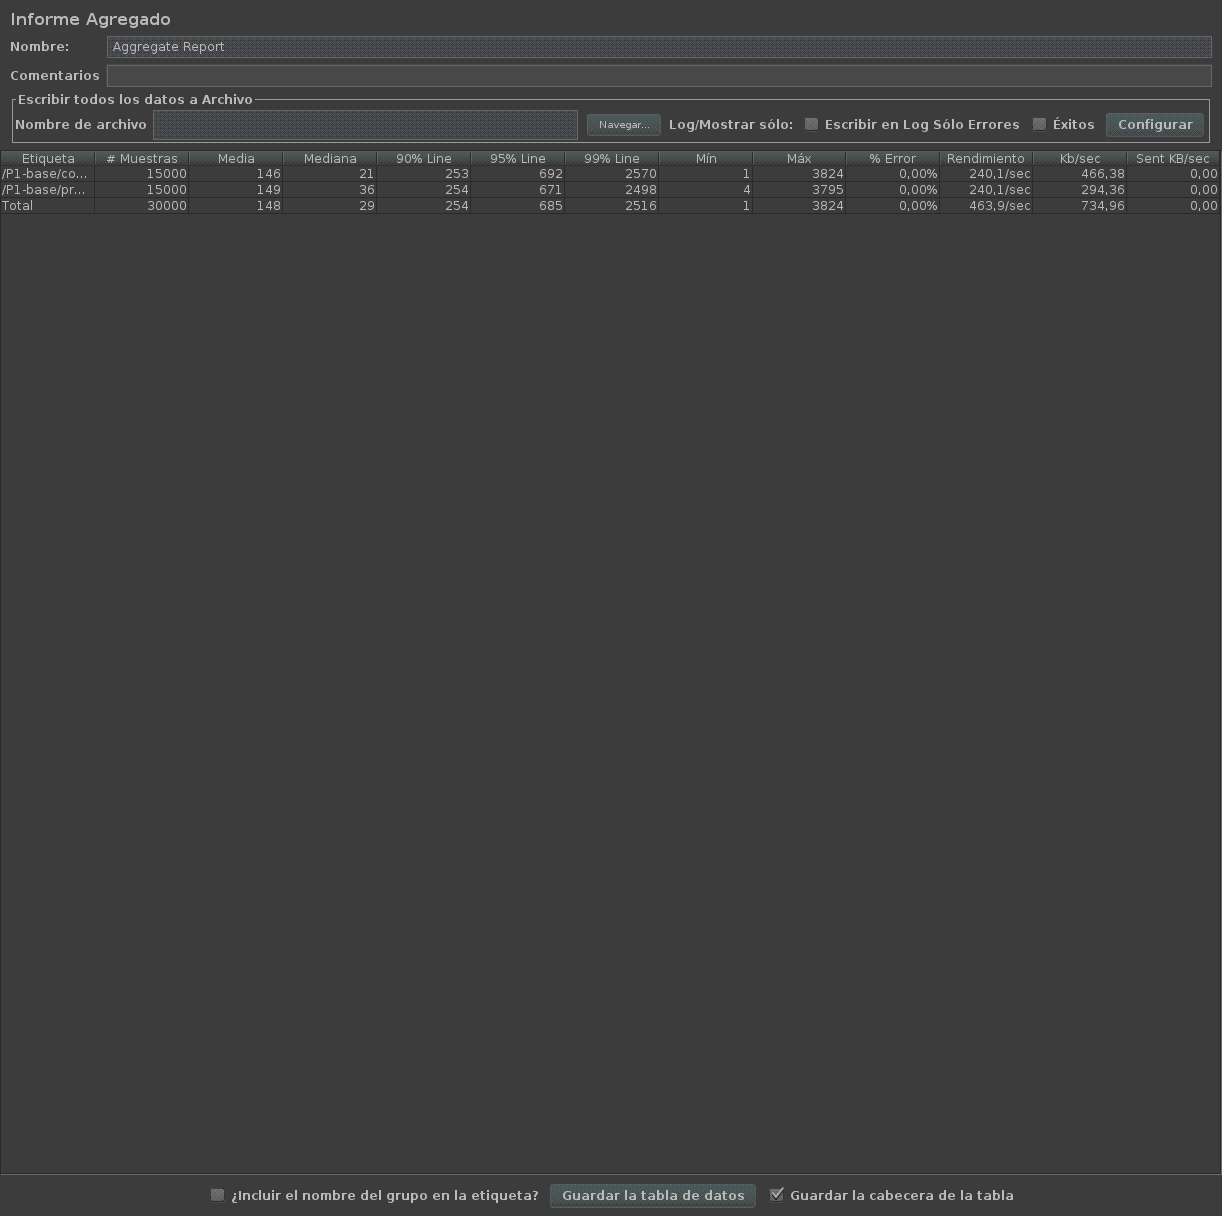 Informe Agregado
Nombre: Aggregate Report
Comentarios
Escribir todos los datos a Archivo
Nombre de archivo Navegar... Log/Mostrar sólo: Escribir en Log Sólo Errores Éxitos Configurar
Etiqueta # Muestras Media Mediana 90% Line 95% Line 99% Line Mín Máx % Error Rendimiento Kb/sec Sent KB/sec
/P1-base/co... 15000 146 21 253 692 2570 1 3824 0,00% 240,1/sec 466,38 0,00
/P1-base/pr... 15000 149 36 254 671 2498 4 3795 0,00% 240,1/sec 294,36 0,00
Total 30000 148 29 254 685 2516 1 3824 0,00% 463,9/sec 734,96 0,00
¿Incluir el nombre del grupo en la etiqueta? Guardar la tabla de datos Guardar la cabecera de la tabla